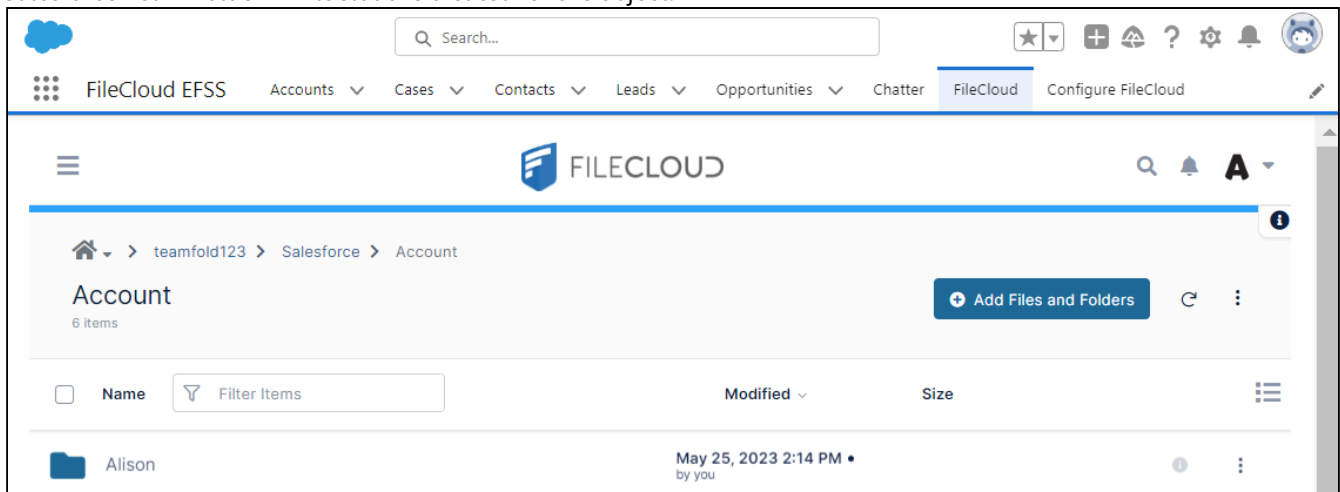 Search...
FileCloud EFSS Accounts Cases Contacts Leads Opportunities Chatter FileCloud Configure FileCloud
FILECLOUD
A
teamfold123 > Salesforce > Account
Account
6 items
Add Files and Folders
Name Filter Items Modified Size
Alison May 25, 2023 2:14 PM •
by you